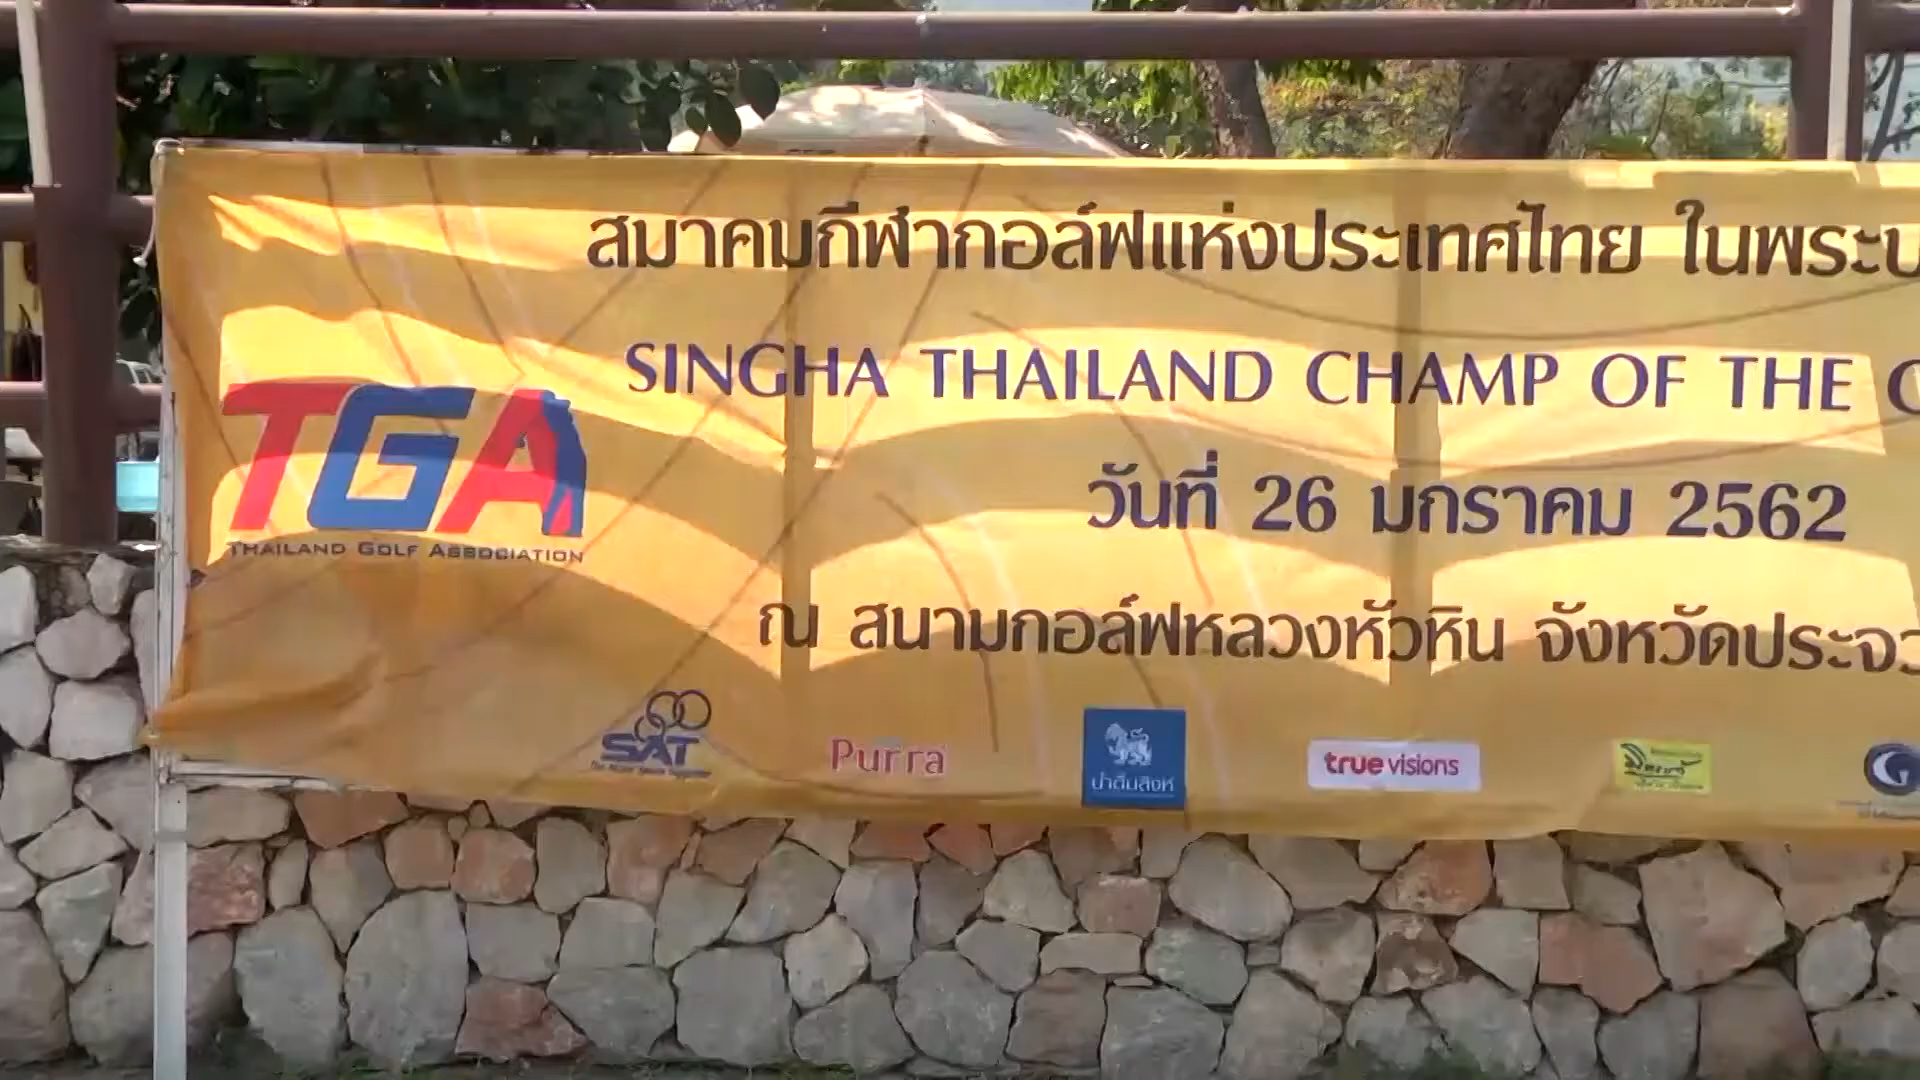 สมาคมกีฬากอล์ฟแห่งประเทศไทย ในพระบ
SINGHA THAILAND CHAMP OF THE C
วันที่ 26 มกราคม 2562
ณ สนามกอล์ฟหลวงหัวหิน จังหวัดประจว
TGA
THAILAND GOLF ASSOCIATION
SAT
Purra
น้ำดื่มสิงห์
truevisions
G